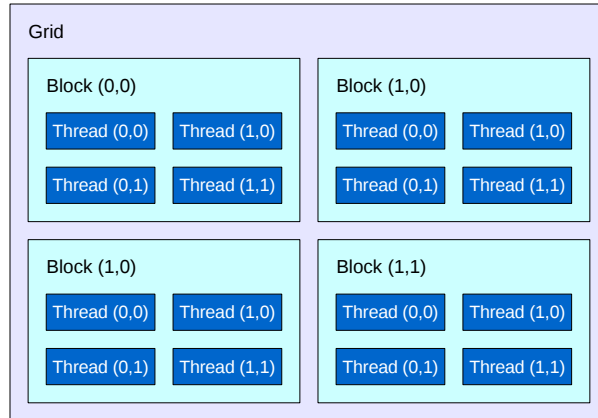 Grid
Block (0,0)
Thread (0,0) Thread (1,0)
Thread (0,1) Thread (1,1)
Block (1,0)
Thread (0,0) Thread (1,0)
Thread (0,1) Thread (1,1)
Block (1,0)
Thread (0,0) Thread (1,0)
Thread (0,1) Thread (1,1)
Block (1,1)
Thread (0,0) Thread (1,0)
Thread (0,1) Thread (1,1)